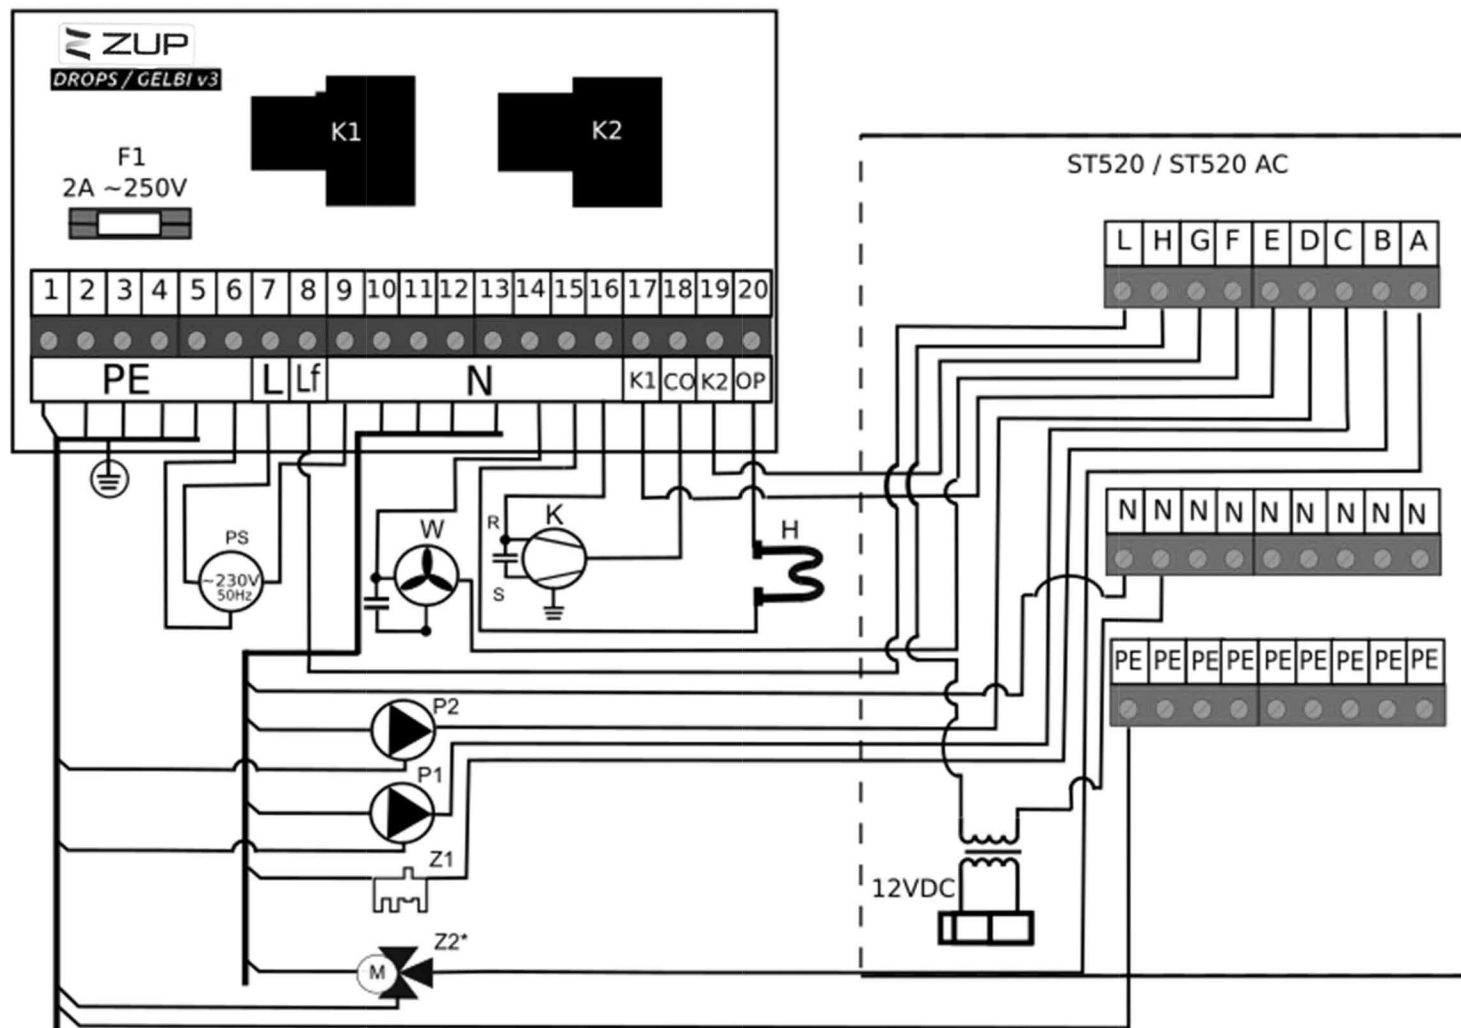 ZUP
DROPS / GELBI v3
K1
K2
F1
2A ~250V
ST520 / ST520 AC
L H G F E D C B A
1 2 3 4 5 6 7 8 9 10 11 12 13 14 15 16 17 18 19 20
PE L Lf N K1 CO K2 OP
N N N N N N N N N
PS
~230V
50Hz
W
R
K
S
H
PE PE PE PE PE PE PE PE PE
P2
P1
Z1
12VDC
Z2*
M